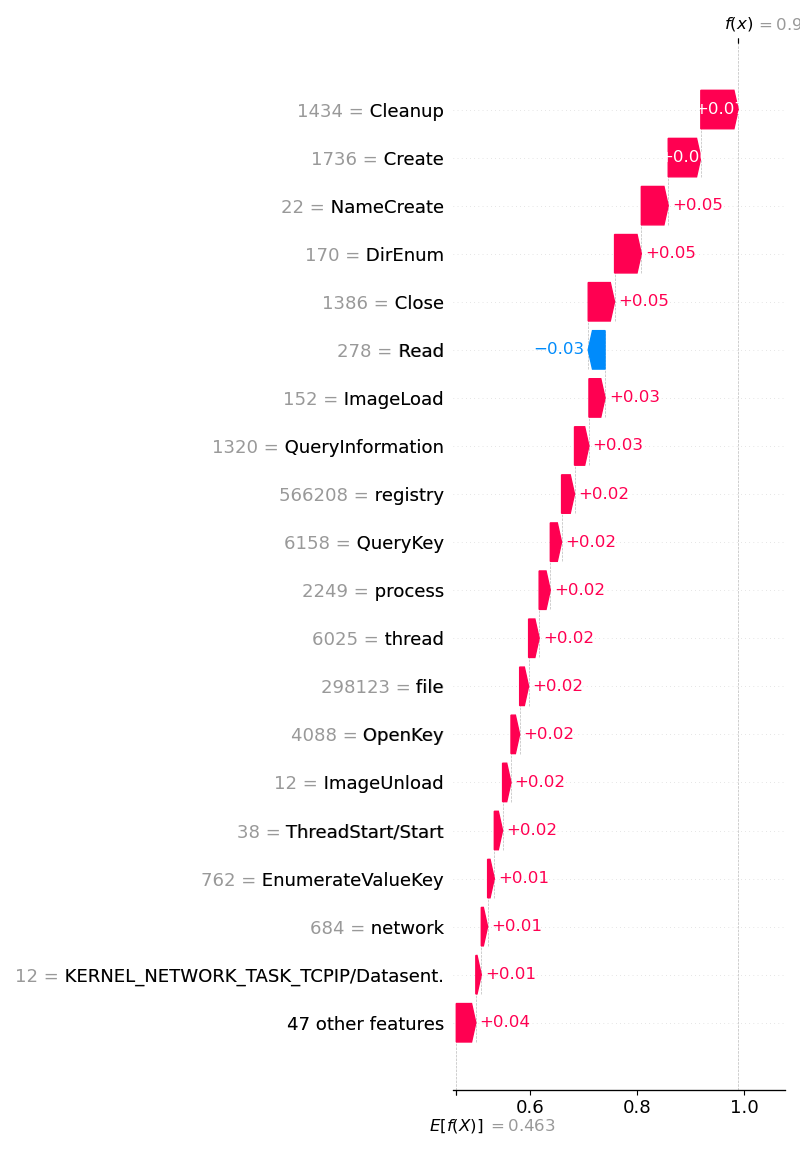 f(x) = 0.9
1434 = Cleanup +0.0
1736 = Create 0.0
22 = NameCreate +0.05
170 = DirEnum +0.05
1386 = Close +0.05
278 = Read −0.03
152 = ImageLoad +0.03
1320 = QueryInformation +0.03
566208 = registry +0.02
6158 = QueryKey +0.02
2249 = process +0.02
6025 = thread +0.02
298123 = file +0.02
4088 = OpenKey +0.02
12 = ImageUnload +0.02
38 = ThreadStart/Start +0.02
762 = EnumerateValueKey +0.01
684 = network +0.01
12 = KERNEL_NETWORK_TASK_TCPIP/Datasent. +0.01
47 other features +0.04
0.6 0.8 1.0
E[f(X)] = 0.463